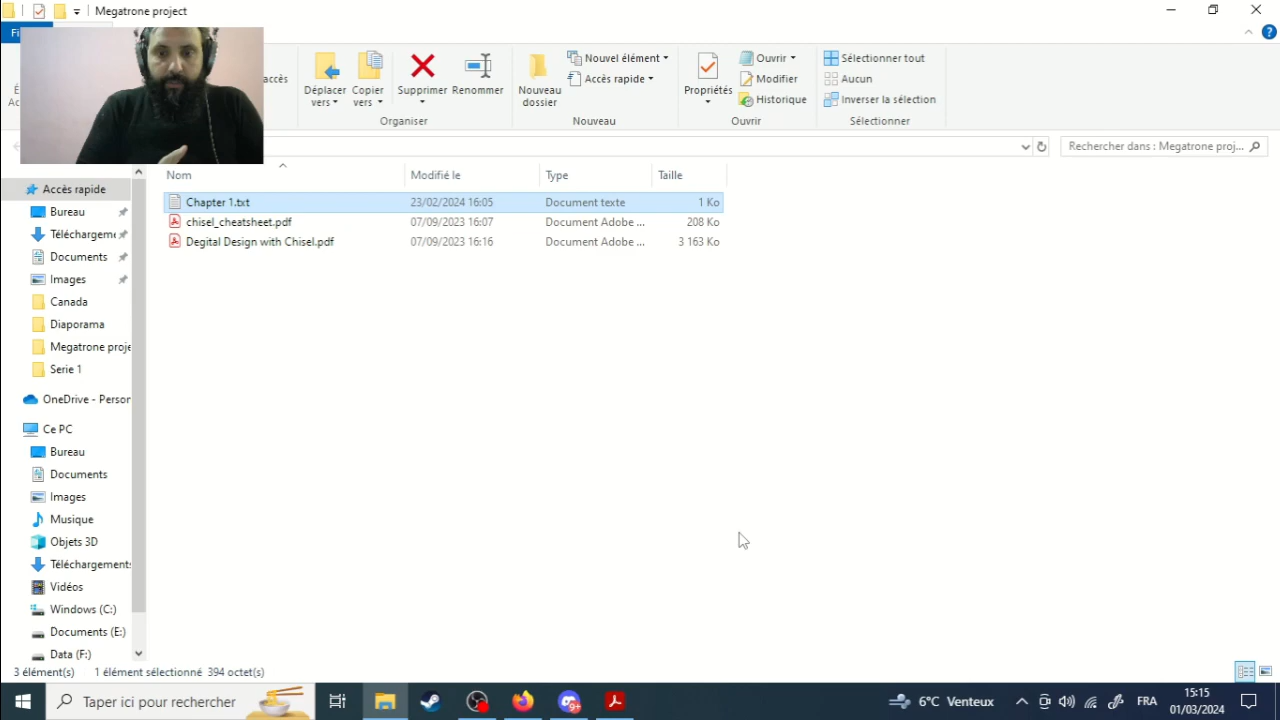 Megatrone project
Fi
accès
É
Ac
Déplacer
vers
Copier
vers
Supprimer
Renommer
Organiser
Nouveau
dossier
Nouvel élément
Accès rapide
Nouveau
Propriétés
Ouvrir
Modifier
Historique
Ouvrir
Sélectionner tout
Aucun
Inverser la sélection
Sélectionner
Rechercher dans : Megatrone proj...
Nom Modifié le Type Taille
Chapter 1.txt 23/02/2024 16:05 Document texte 1 Ko
chisel_cheatsheet.pdf 07/09/2023 16:07 Document Adobe ... 208 Ko
Degital Design with Chisel.pdf 07/09/2023 16:16 Document Adobe ... 3 163 Ko
Accès rapide
Bureau
Téléchargeme
Documents
Images
Canada
Diaporama
Megatrone proje
Serie 1
OneDrive - Person
Ce PC
Bureau
Documents
Images
Musique
Objets 3D
Téléchargements
Vidéos
Windows (C:)
Documents (E:)
Data (F:)
3 élément(s) 1 élément sélectionné 394 octet(s)
Taper ici pour rechercher
6°C Venteux
FRA
15:15
01/03/2024